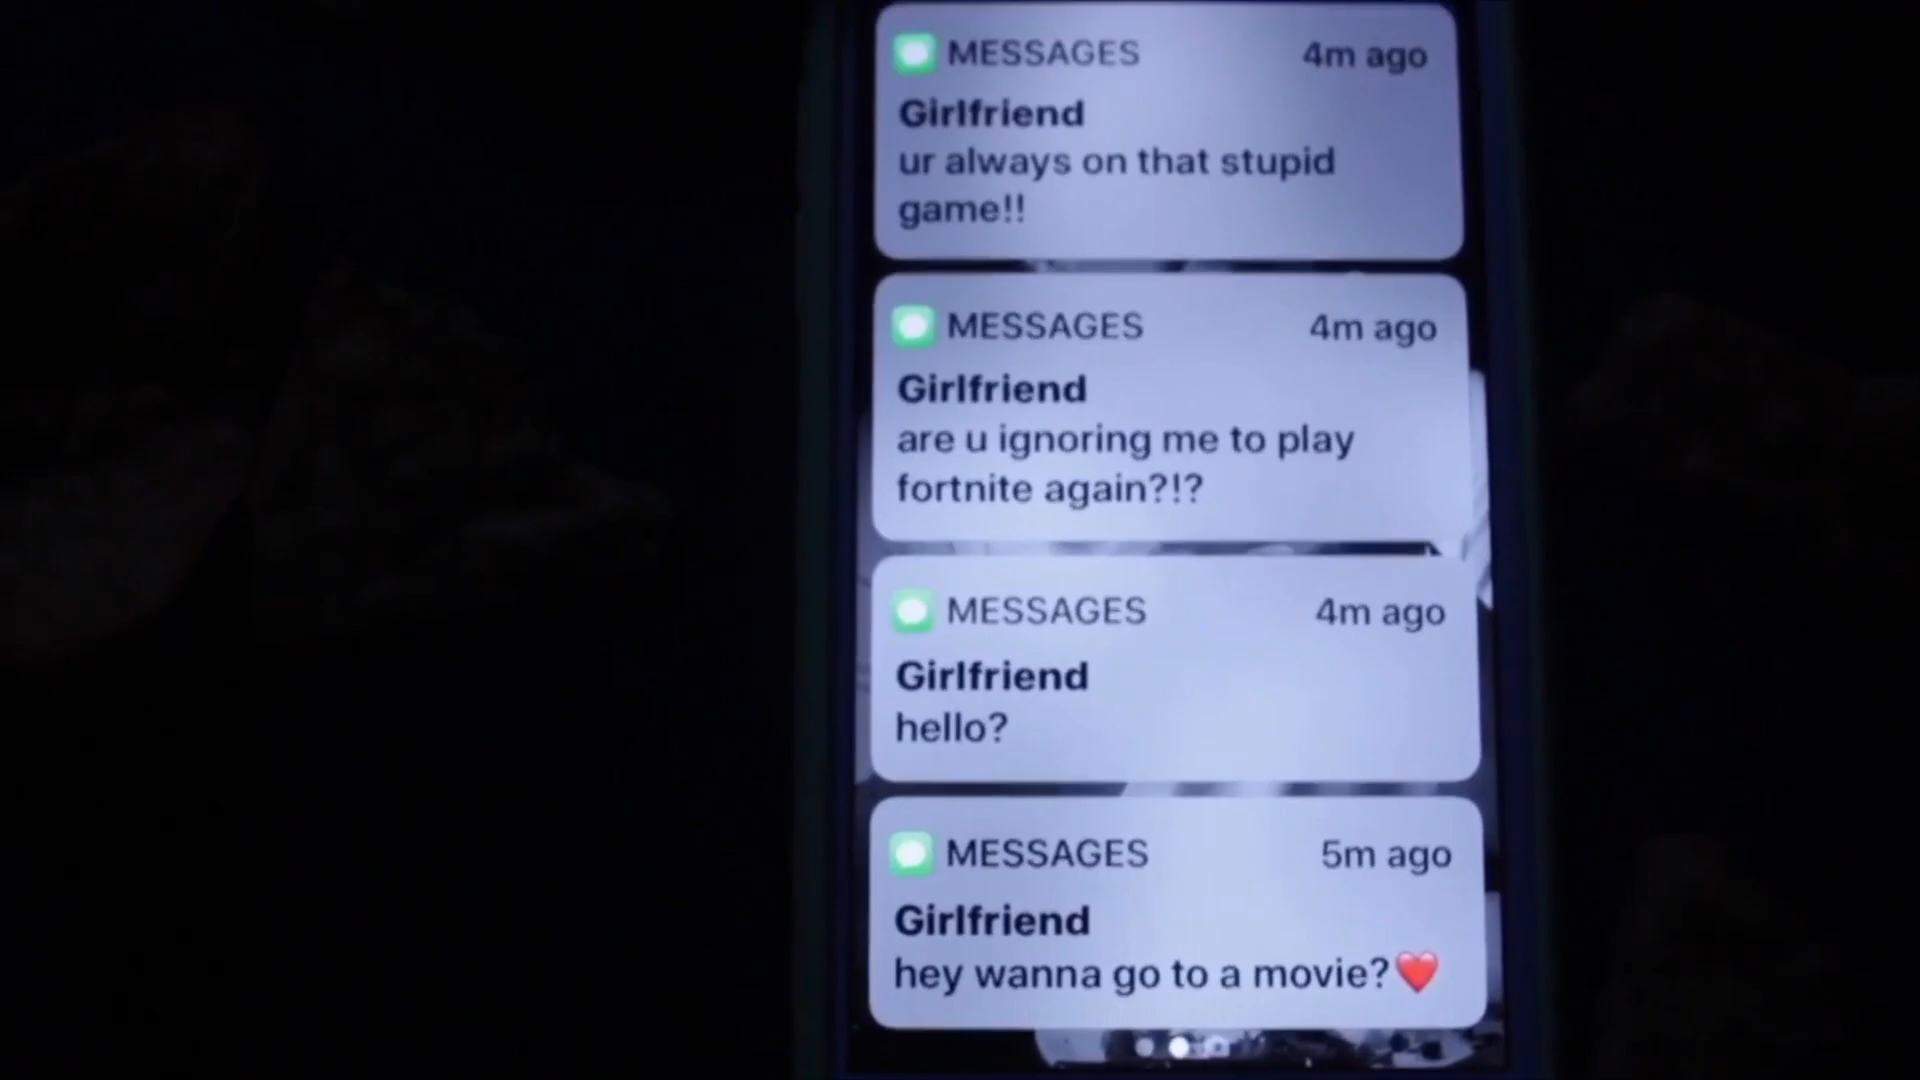 MESSAGES 4m ago
Girlfriend
ur always on that stupid
game!!
MESSAGES 4m ago
Girlfriend
are u ignoring me to play
fortnite again?!?
MESSAGES 4m ago
Girlfriend
hello?
MESSAGES 5m ago
Girlfriend
hey wanna go to a movie?❤️